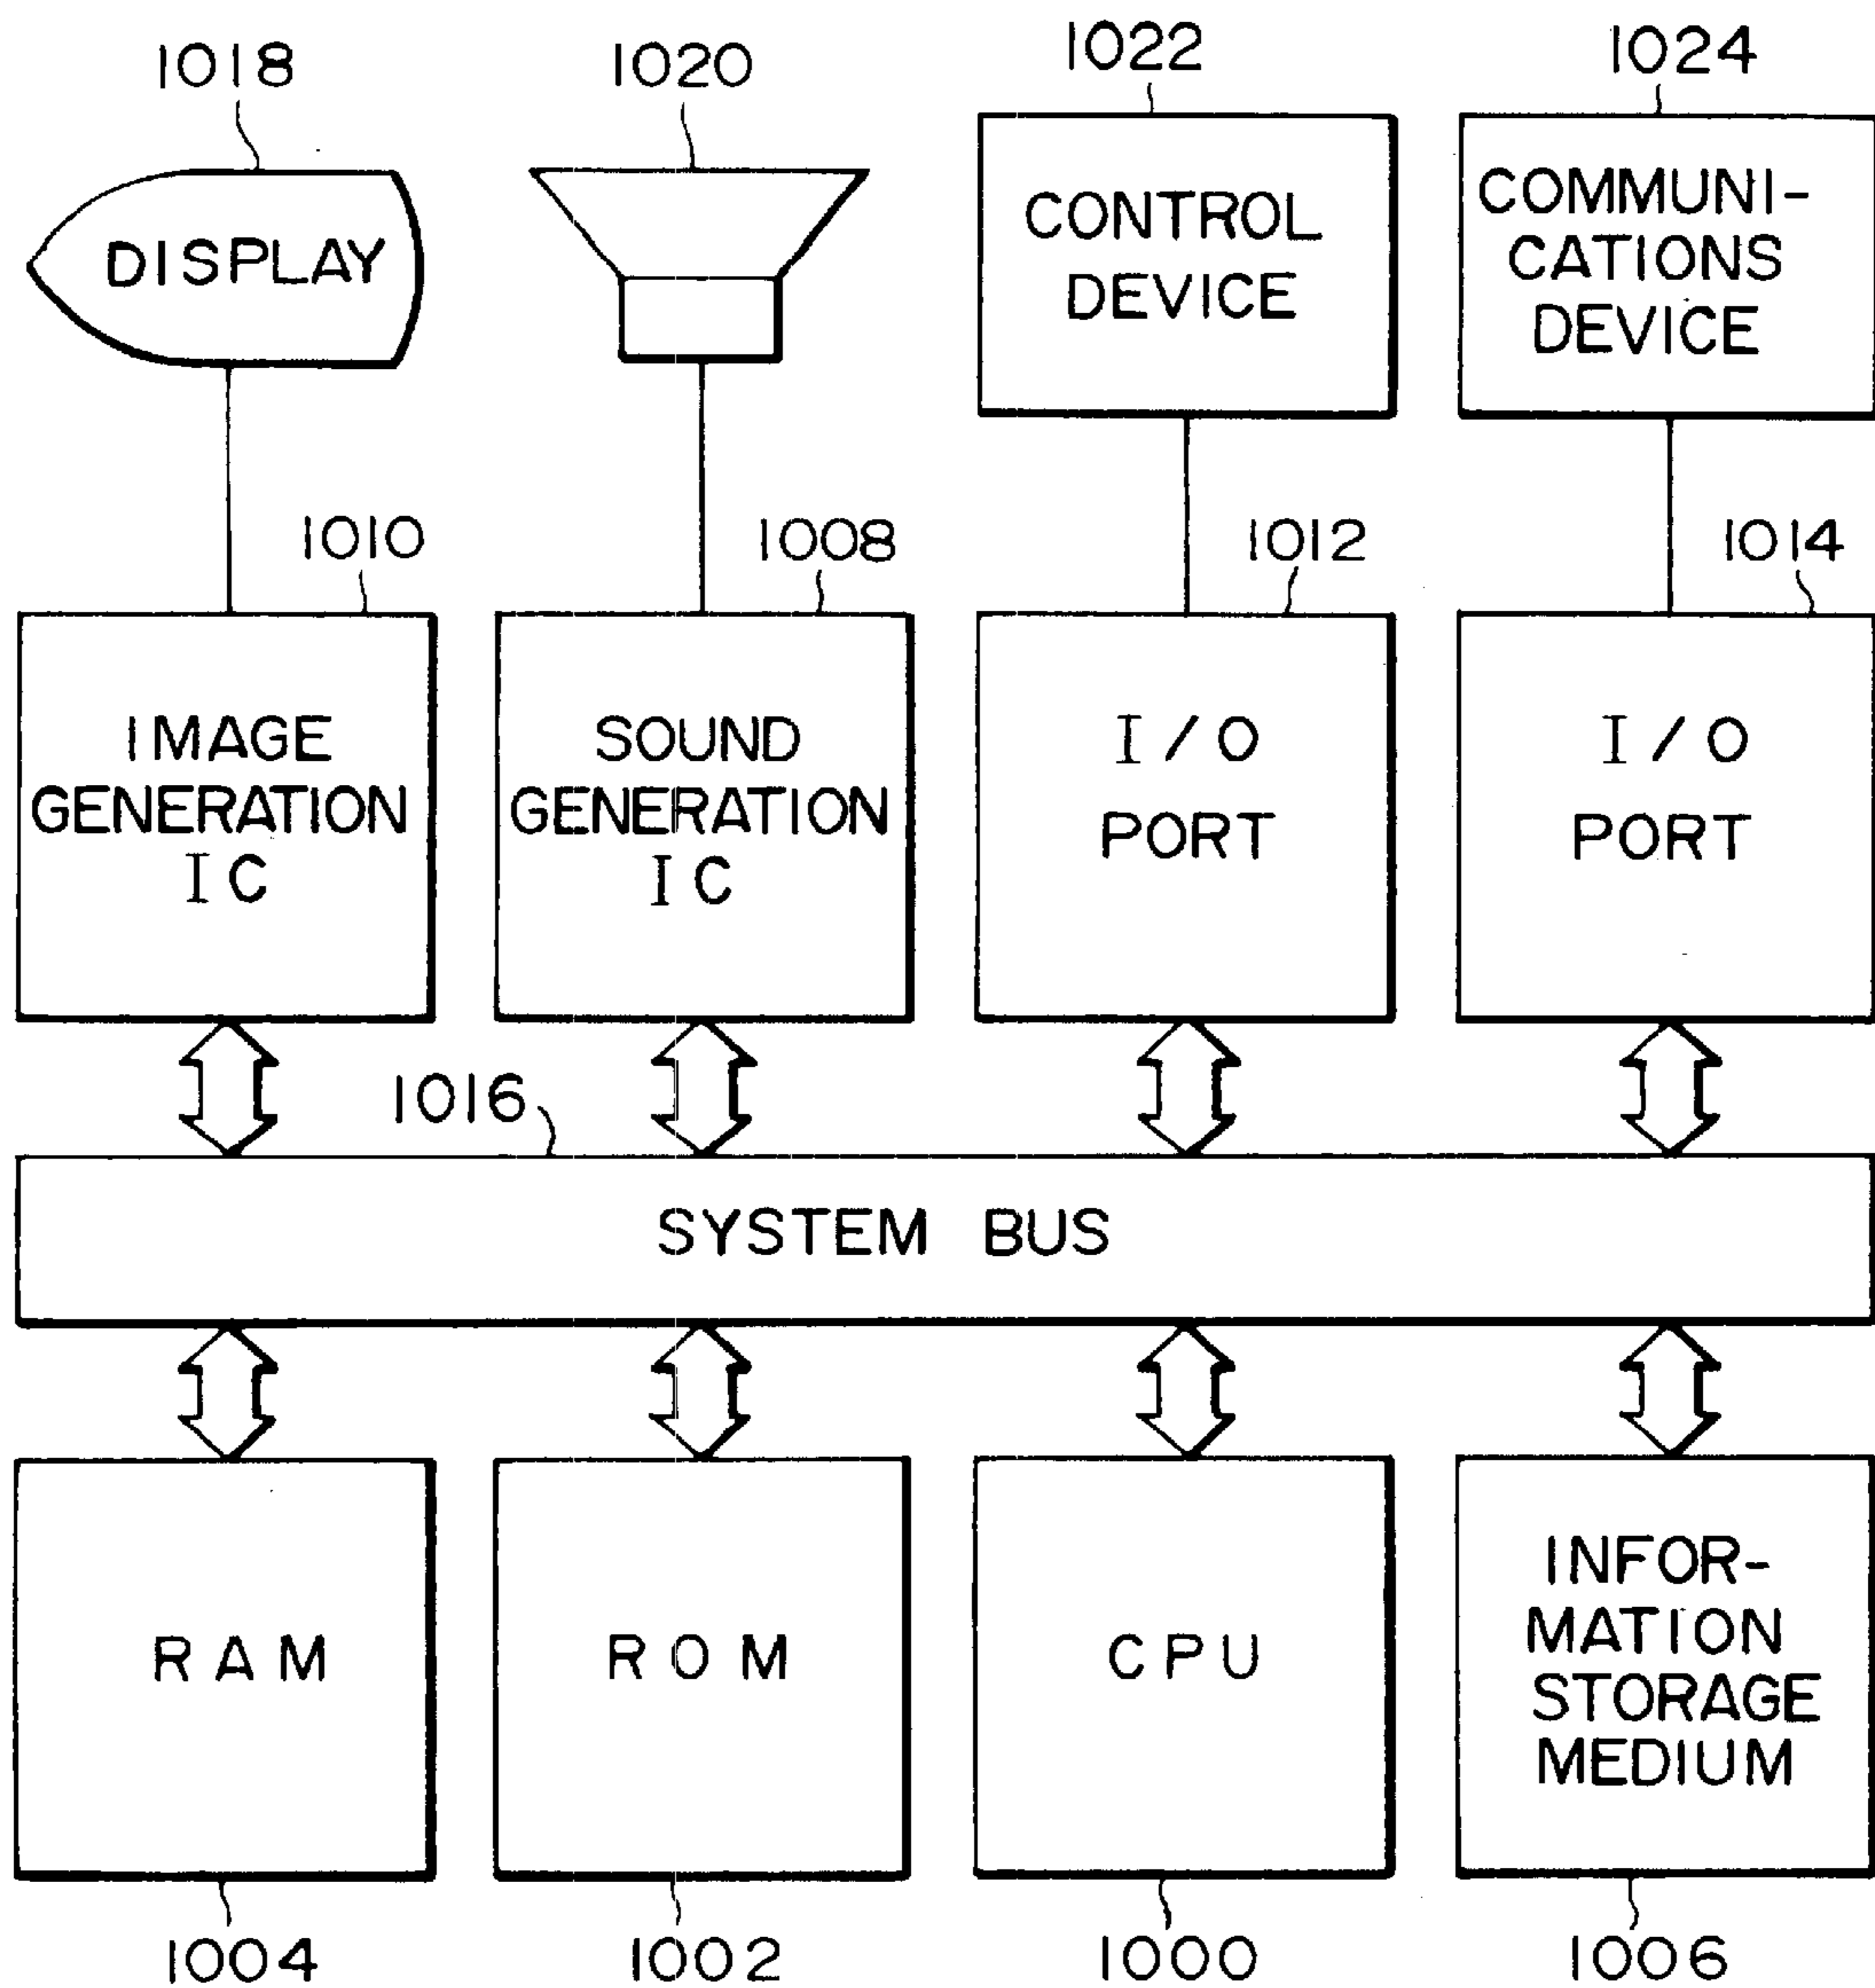 1018
1020
1022
1024
DISPLAY
CONTROL
DEVICE
COMMUNI-
CATIONS
DEVICE
1010
1008
1012
1014
IMAGE
GENERATION
IC
SOUND
GENERATION
IC
I/O
PORT
I/O
PORT
1016
SYSTEM BUS
RAM
ROM
CPU
INFOR-
MATION
STORAGE
MEDIUM
1004
1002
1000
1006